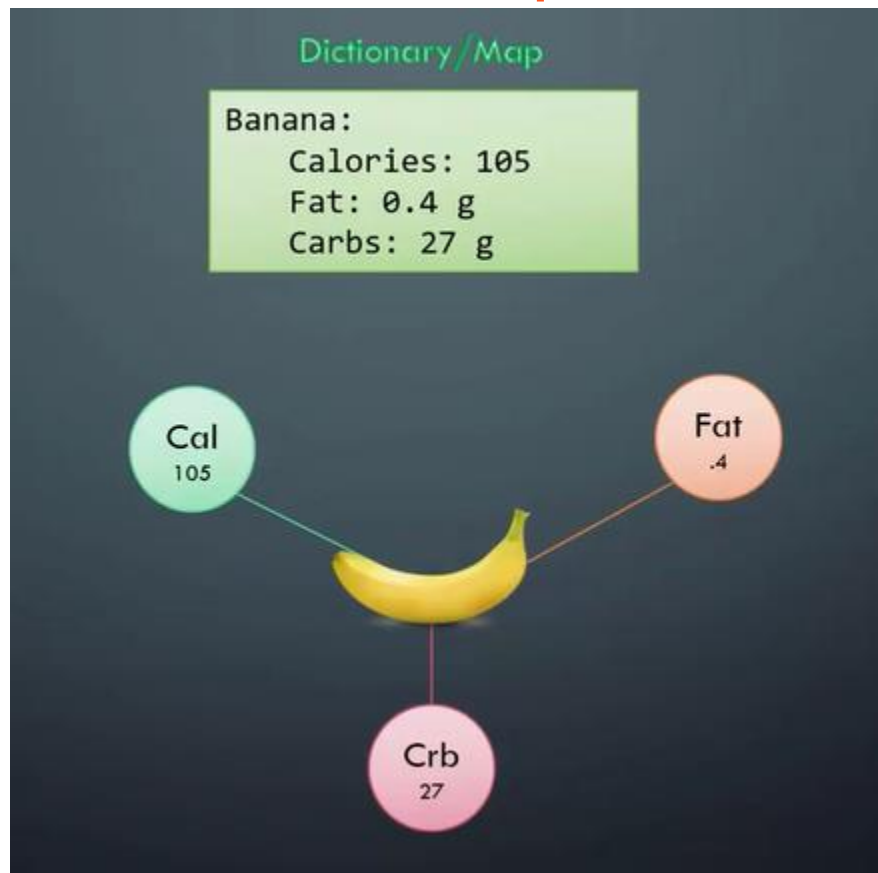 Dictionary/Map
Banana:
Calories: 105
Fat: 0.4 g
Carbs: 27 g
Cal
105
Fat
.4
Crb
27